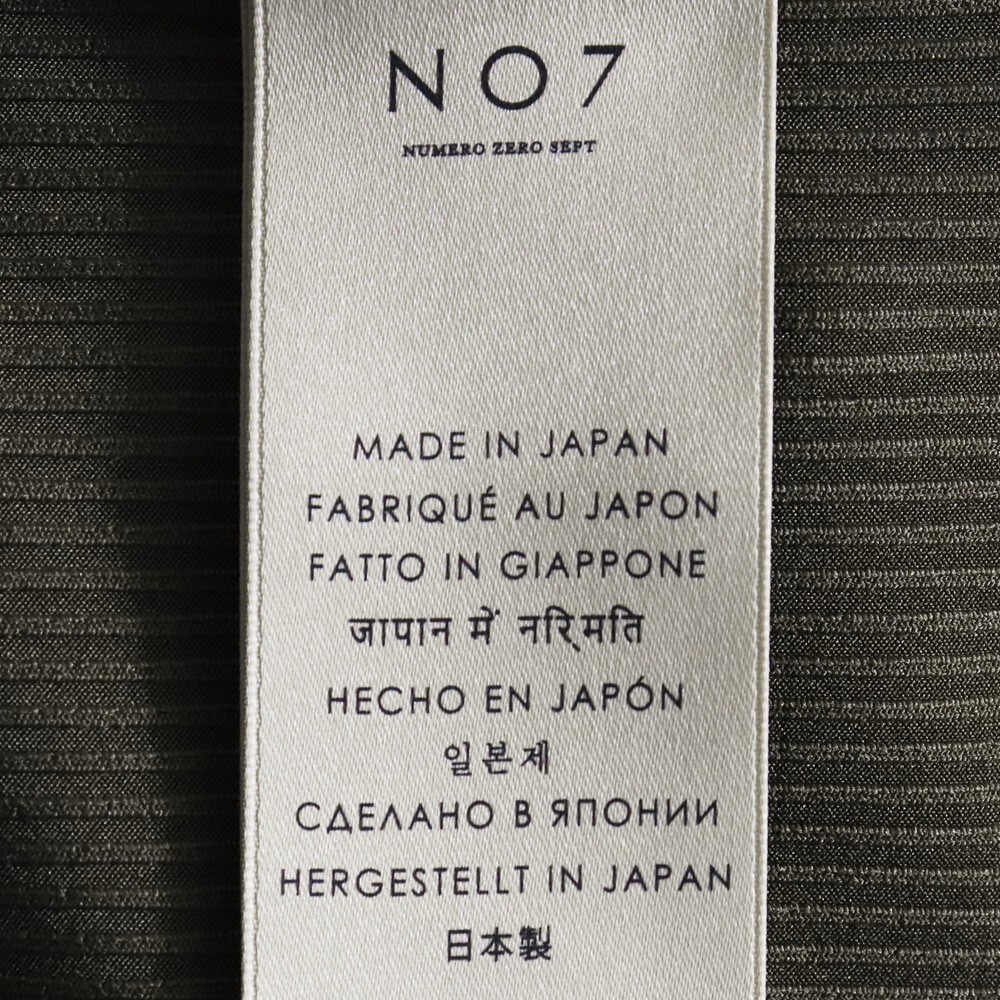 NO7
NUMERO ZERO SEPT
MADE IN JAPAN
FABRIQUÉ AU JAPON
FATTO IN GIAPPONE
जापान में नरि्मति
HECHO EN JAPÓN
일본제
СДЕЛАНО В ЯПОНИИ
HERGESTELLT IN JAPAN
日本製